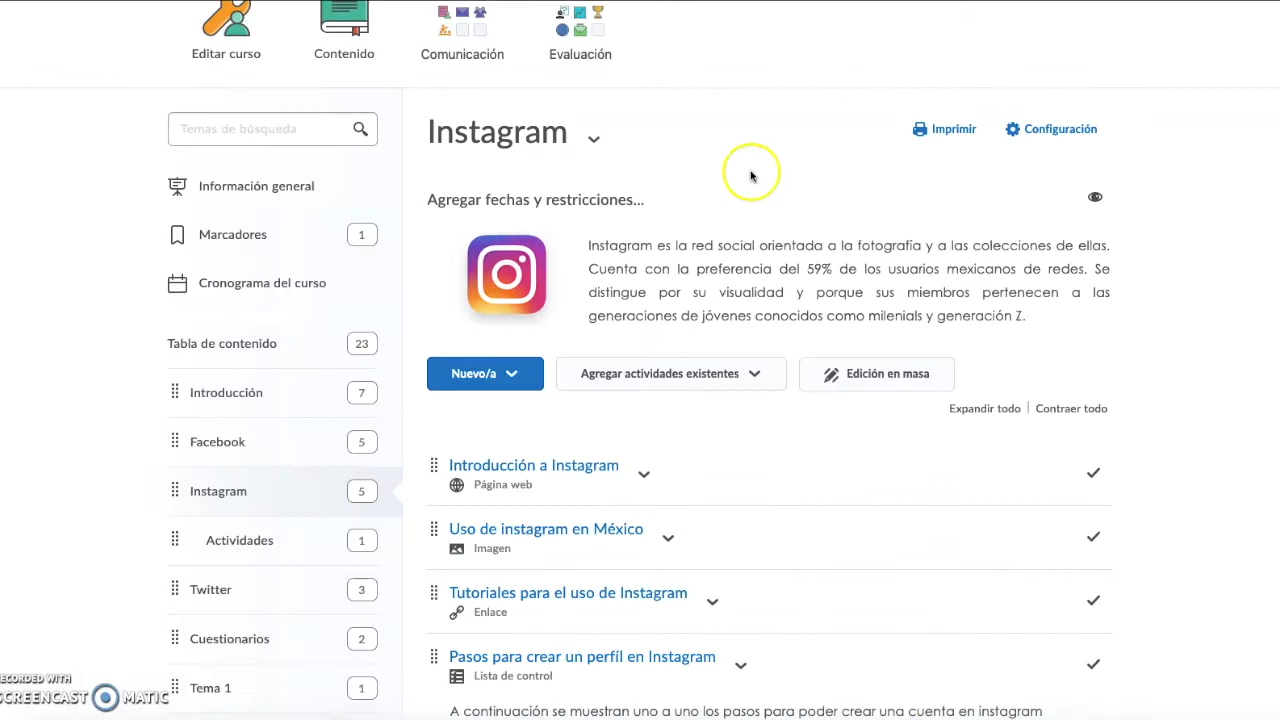 Editar curso
Contenido
Comunicación
Evaluación
Temas de búsqueda
Información general
Marcadores
1
Cronograma del curso
Tabla de contenido
23
Introducción
7
Facebook
5
Instagram
5
Actividades
1
Twitter
3
Cuestionarios
2
Tema 1
1
Instagram
Imprimir
Configuración
Agregar fechas y restricciones...
Instagram es la red social orientada a la fotografía y a las colecciones de ellas.
Cuenta con la preferencia del 59% de los usuarios mexicanos de redes. Se
distingue por su visualidad y porque sus miembros pertenecen a las
generaciones de jóvenes conocidos como milenials y generación Z.
Nuevo/a
Agregar actividades existentes
Edición en masa
Expandir todo
Contraer todo
Introducción a Instagram
Página web
Uso de instagram en México
Imagen
Tutoriales para el uso de Instagram
Enlace
Pasos para crear un perfíl en Instagram
Lista de control
A continuación se muestran uno a uno los pasos para poder crear una cuenta en instagram
ECORDED WITH
SCREENCAST MATIC